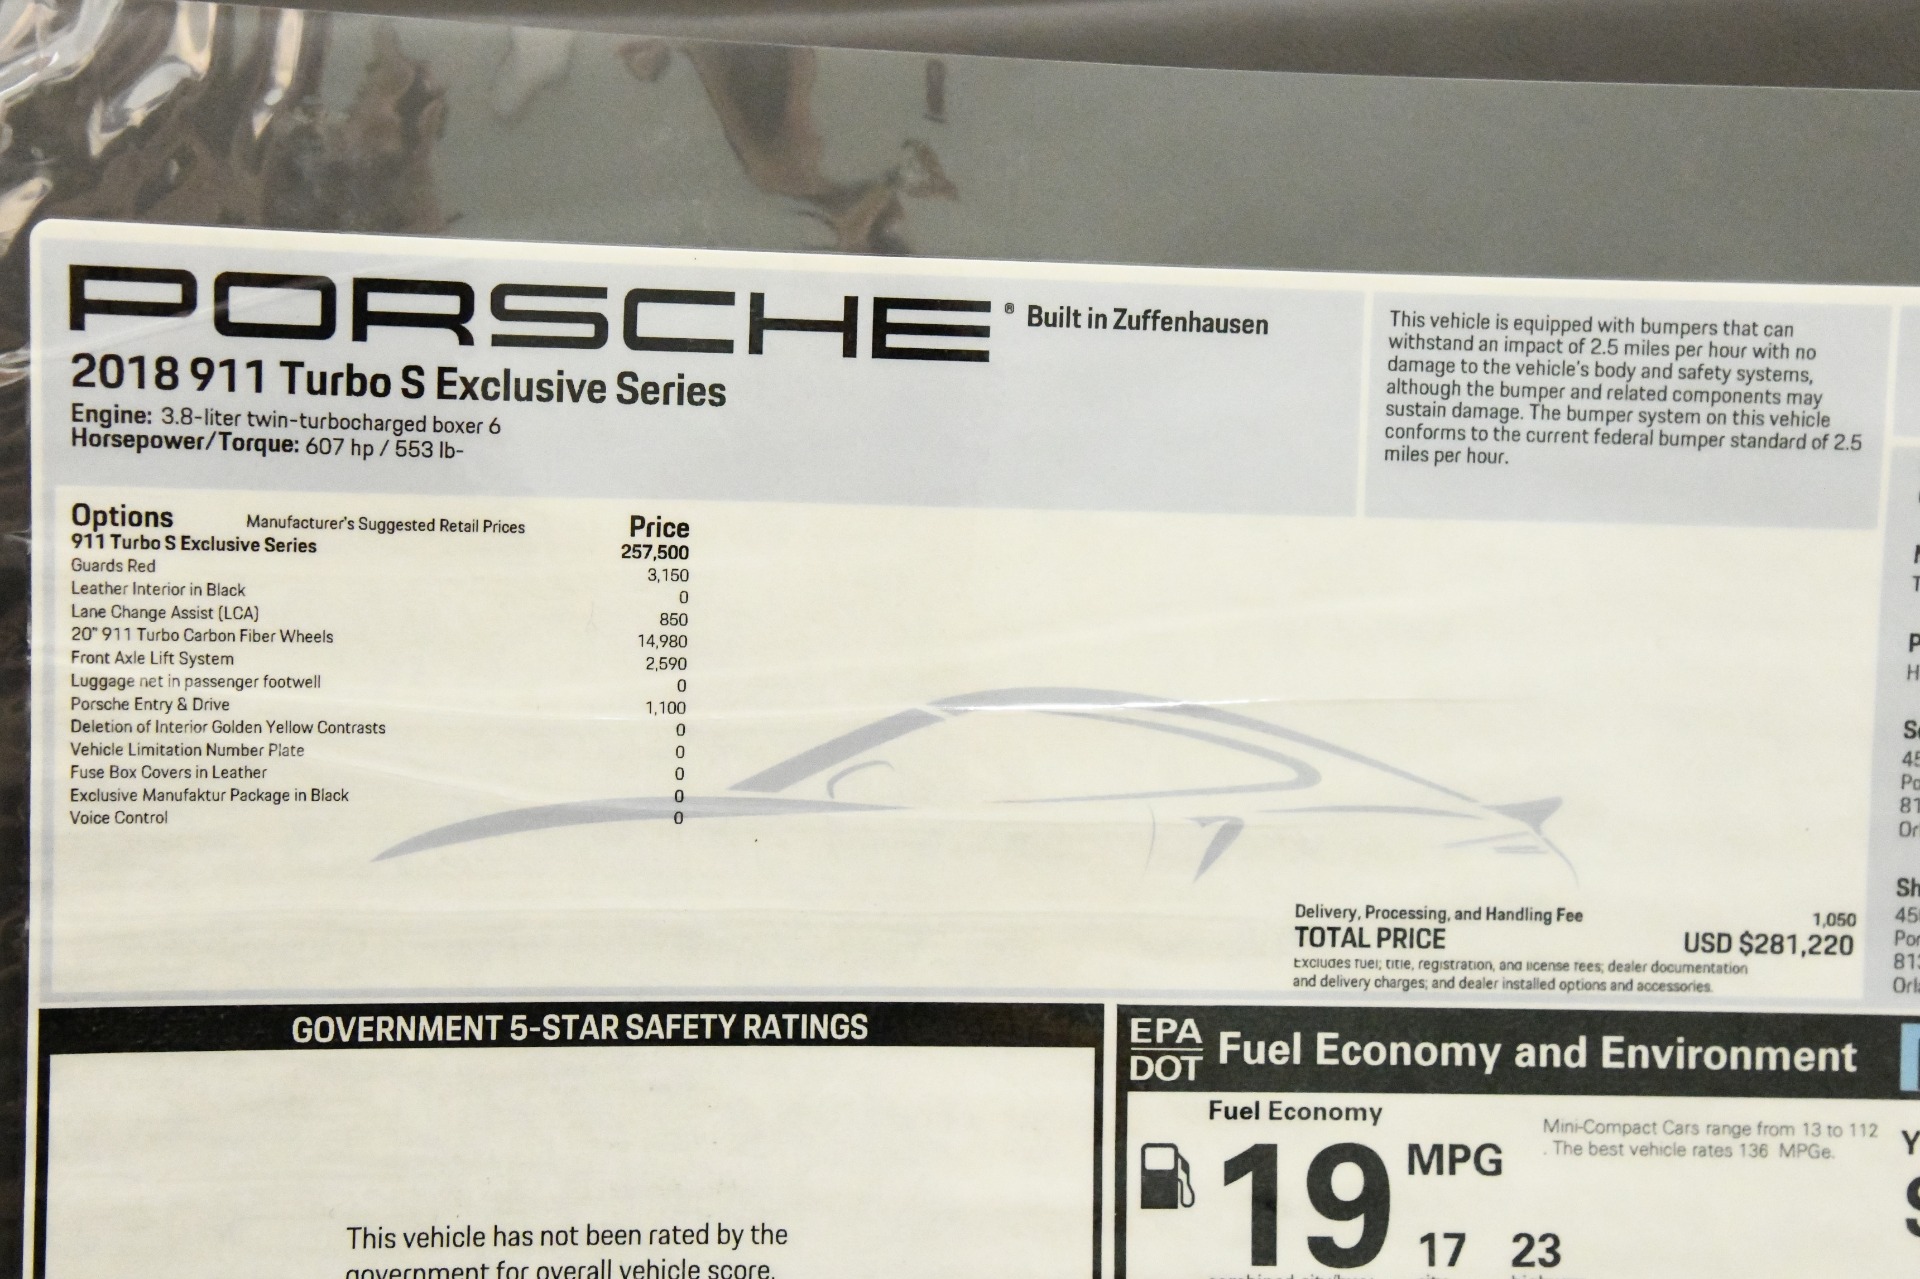 PORSCHE® Built in Zuffenhausen
2018 911 Turbo S Exclusive Series
Engine: 3.8-liter twin-turbocharged boxer 6
Horsepower/Torque: 607 hp / 553 lb-
This vehicle is equipped with bumpers that can
withstand an impact of 2.5 miles per hour with no
damage to the vehicle's body and safety systems,
although the bumper and related components may
sustain damage. The bumper system on this vehicle
conforms to the current federal bumper standard of 2.5
miles per hour.
Options Manufacturer's Suggested Retail Prices Price
911 Turbo S Exclusive Series 257,500
Guards Red 3,150
Leather Interior in Black 0
Lane Change Assist (LCA) 850
20" 911 Turbo Carbon Fiber Wheels 14,980
Front Axle Lift System 2,590
Luggage net in passenger footwell 0
Porsche Entry & Drive 1,100
Deletion of Interior Golden Yellow Contrasts 0
Vehicle Limitation Number Plate 0
Fuse Box Covers in Leather 0
Exclusive Manufaktur Package in Black 0
Voice Control 0
Delivery, Processing, and Handling Fee 1,050
TOTAL PRICE USD $281,220
Excludes fuel; title, registration, and license fees; dealer documentation
and delivery charges; and dealer installed options and accessories.
GOVERNMENT 5-STAR SAFETY RATINGS
This vehicle has not been rated by the
government for overall vehicle score.
EPA
DOT Fuel Economy and Environment
Fuel Economy
19 MPG
17 23
Mini-Compact Cars range from 13 to 112
. The best vehicle rates 136 MPGe.